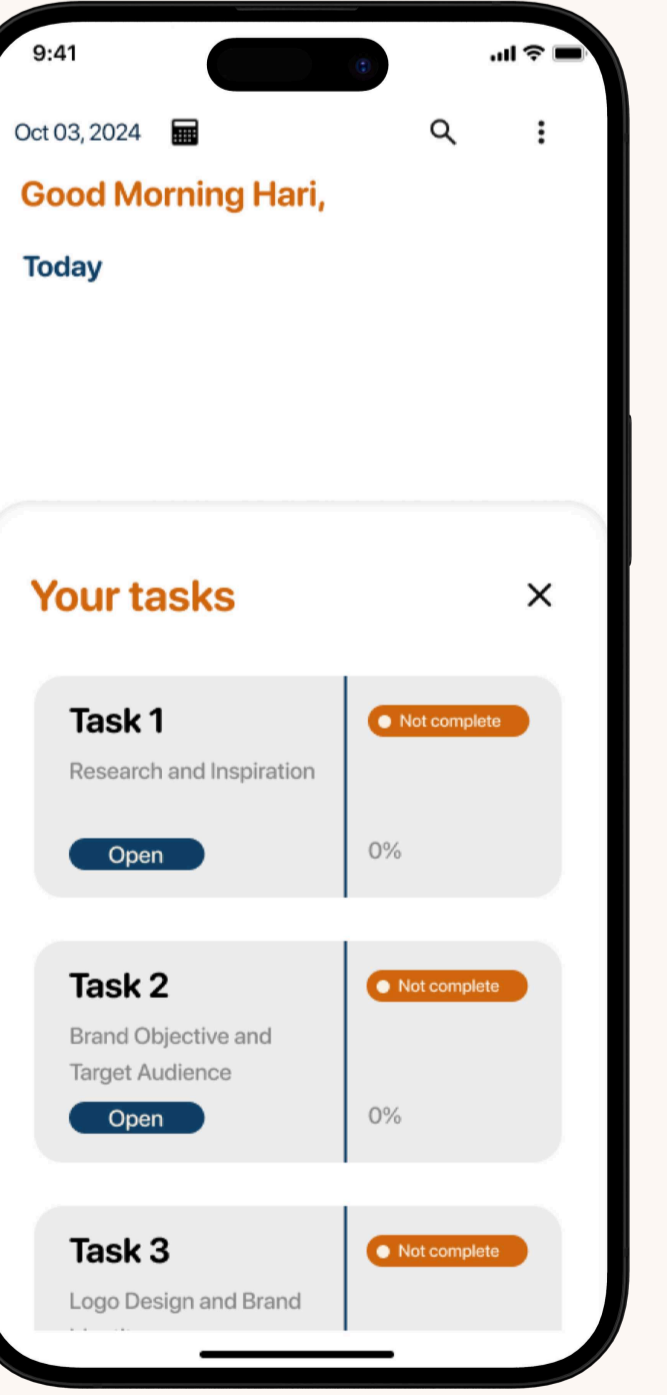 9:41
Oct 03, 2024
Good Morning Hari,
Today
Your tasks
Task 1
Not complete
Research and Inspiration
Open
0%
Task 2
Not complete
Brand Objective and
Target Audience
Open
0%
Task 3
Not complete
Logo Design and Brand